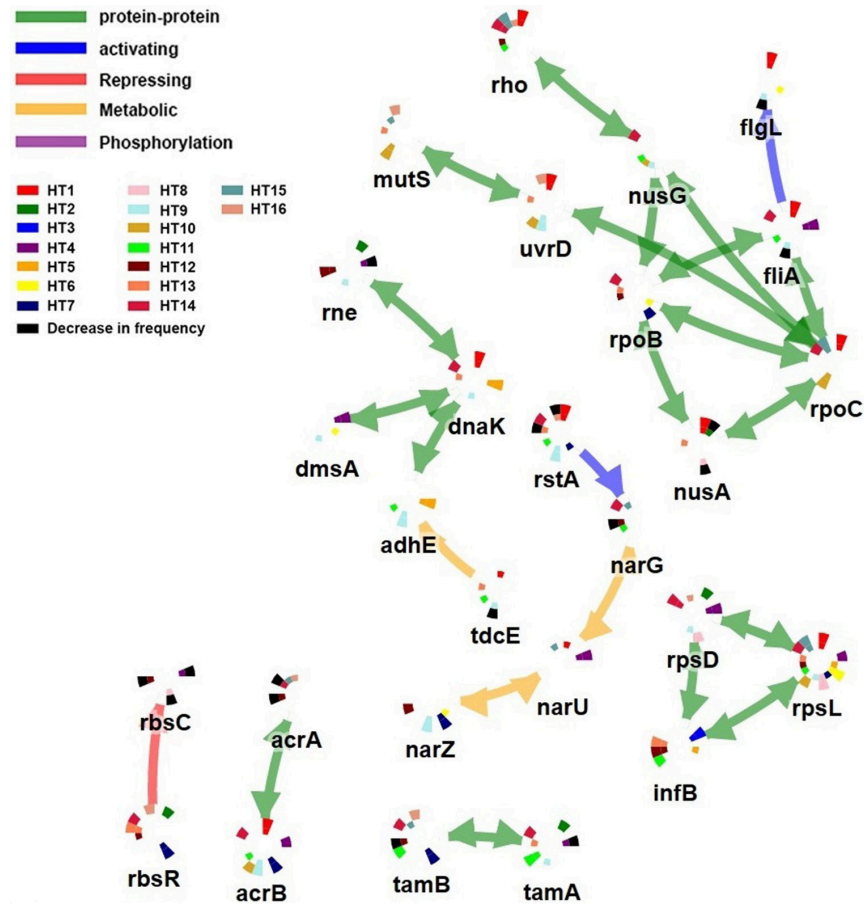 protein-protein
activating
Repressing
Metabolic
Phosphorylation
HT1 HT8 HT15
HT2 HT9 HT16
HT3 HT10
HT4 HT11
HT5 HT12
HT6 HT13
HT7 HT14
Decrease in frequency
rho
flgL
mutS
nusG
uvrD
fliA
rne
rpoB
rpoC
dnaK
dmsA
rstA
nusA
adhE
narG
tdcE
rpsD
rbsC
narU
rpsL
acrA
narZ
infB
rbsR
acrB
tamB
tamA